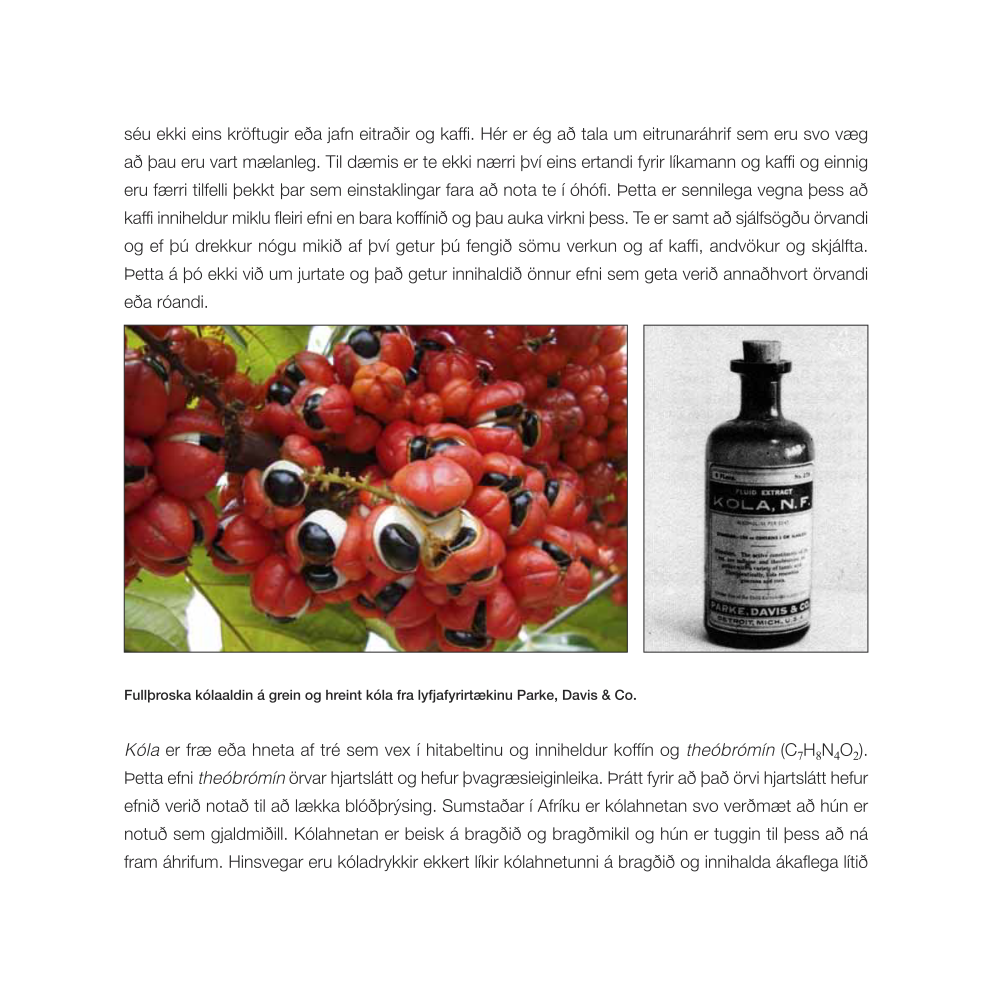 séu ekki eins kröftugir eða jafn eitraðir og kaffi. Hér er ég að tala um eitrunaráhrif sem eru svo væg
að þau eru vart mælanleg. Til dæmis er te ekki nærri því eins ertandi fyrir líkamann og kaffi og einnig
eru færri tilfelli þekkt þar sem einstaklingar fara að nota te í óhófi. Þetta er sennilega vegna þess að
kaffi inniheldur miklu fleiri efni en bara koffínið og þau auka virkni þess. Te er samt að sjálfsögðu örvandi
og ef þú drekkur nógu mikið af því getur þú fengið sömu verkun og af kaffi, andvökur og skjálfta.
Þetta á þó ekki við um jurtate og það getur innihaldið önnur efni sem geta verið annaðhvort örvandi
eða róandi.
FLUID EXTRACT
KOLA, N.F.
PARKE, DAVIS & CO.
DETROIT, MICH., U.S.A.
Fullþroska kólaaldin á grein og hreint kóla fra lyfjafyrirtækinu Parke, Davis & Co.
Kóla er fræ eða hneta af tré sem vex í hitabeltinu og inniheldur koffín og theóbrómín (C₇H₈N₄O₂).
Þetta efni theóbrómín örvar hjartslátt og hefur þvagræsieiginleika. Þrátt fyrir að það örvi hjartslátt hefur
efnið verið notað til að lækka blóðþrýsing. Sumstaðar í Afríku er kólahnetan svo verðmæt að hún er
notuð sem gjaldmiðill. Kólahnetan er beisk á bragðið og bragðmikil og hún er tuggin til þess að ná
fram áhrifum. Hinsvegar eru kóladrykkir ekkert líkir kólahnetunni á bragðið og innihalda ákaflega lítið